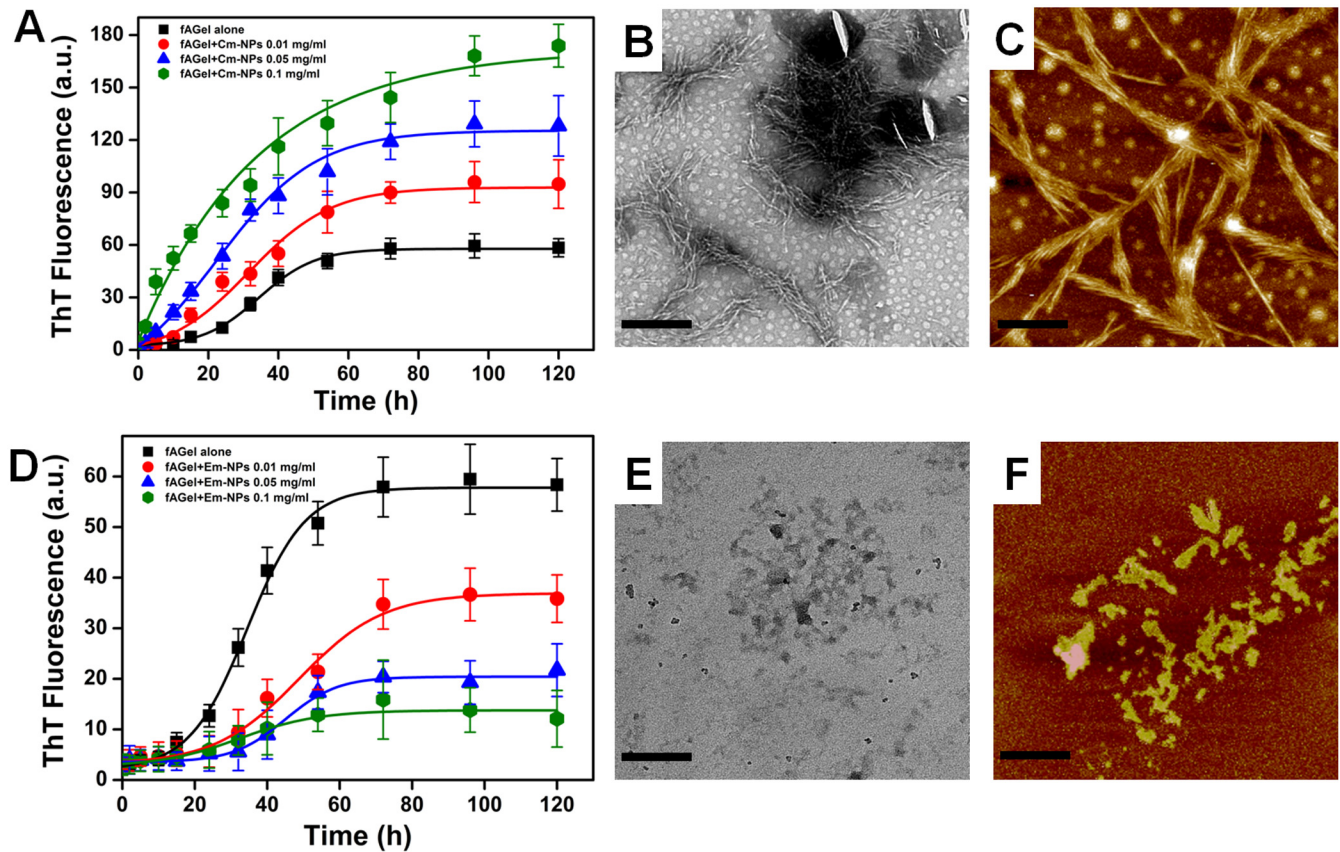 A
ThT Fluorescence (a.u.)
180
150
120
90
60
30
0
fAGel alone
fAGel+Cm-NPs 0.01 mg/ml
fAGel+Cm-NPs 0.05 mg/ml
fAGel+Cm-NPs 0.1 mg/ml
0 20 40 60 80 100 120
Time (h)
B
C
D
ThT Fluorescence (a.u.)
60
50
40
30
20
10
0
fAGel alone
fAGel+Em-NPs 0.01 mg/ml
fAGel+Em-NPs 0.05 mg/ml
fAGel+Em-NPs 0.1 mg/ml
0 20 40 60 80 100 120
Time (h)
E
F